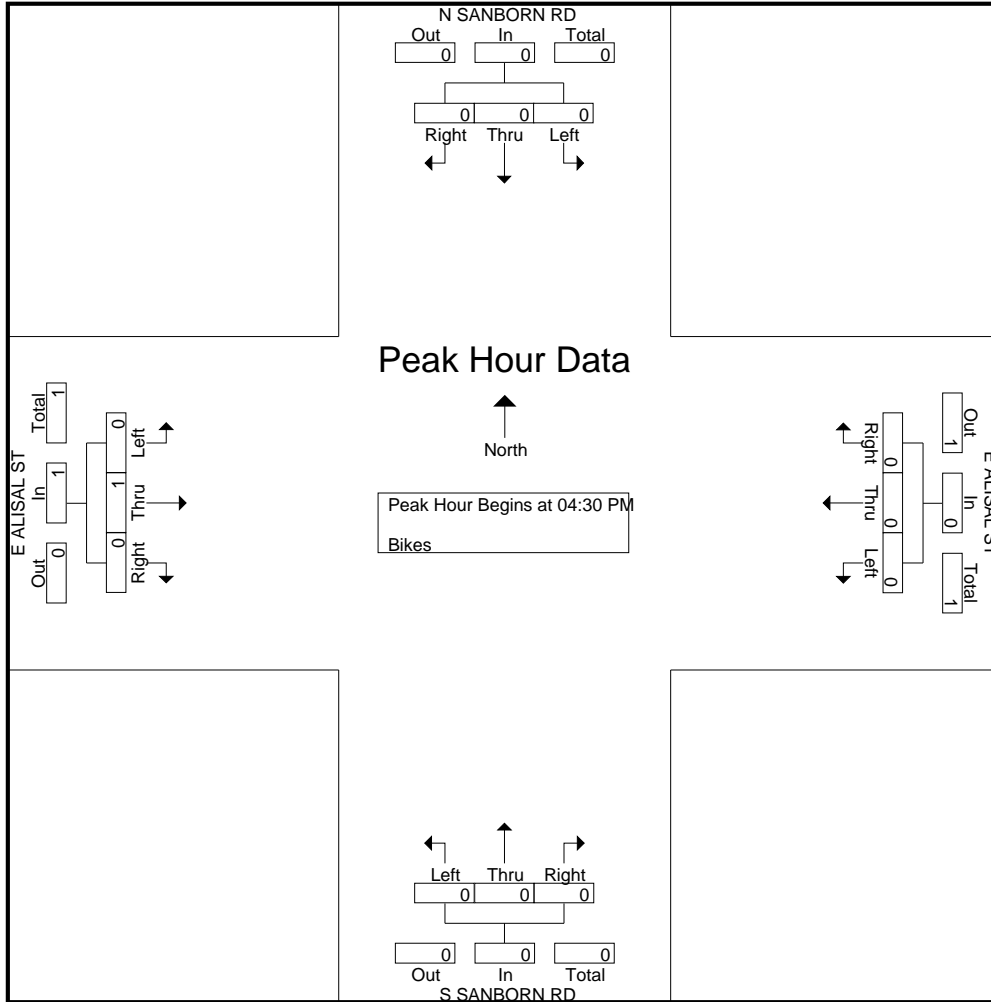 N SANBORN RD
Out In Total
0 0 0
0 0 0
Right Thru Left
Peak Hour Data
North
Peak Hour Begins at 04:30 PM
Bikes
E ALISAL ST
Out In Total
0 1 1
Left Thru Right
0 1 0
E ALISAL ST
Out In Total
1 0 1
Right Thru Left
0 0 0
Left Thru Right
0 0 0
0 0 0
Out In Total
S SANBORN RD